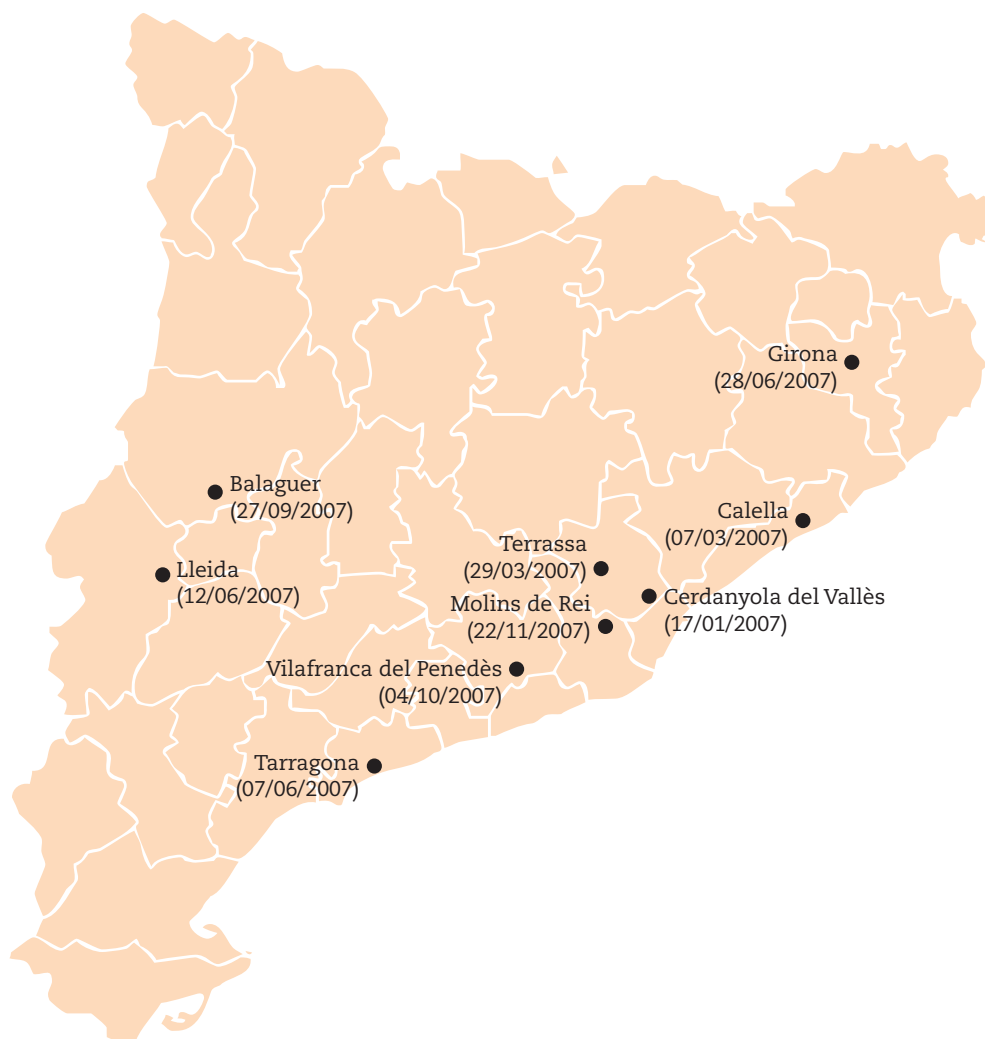 Girona
(28/06/2007)
Balaguer
(27/09/2007)
Calella
(07/03/2007)
Terrassa
(29/03/2007)
Lleida
(12/06/2007)
Cerdanyola del Vallès
(17/01/2007)
Molins de Rei
(22/11/2007)
Vilafranca del Penedès
(04/10/2007)
Tarragona
(07/06/2007)